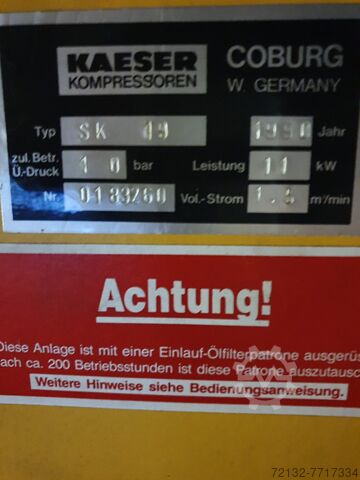 KAESER COBURG
KOMPRESSOREN W. GERMANY
Typ SK 19 1990 Jahr
zul. Betr. Ü.-Druck 10 bar Leistung 11 kW
Nr. 0183760 Vol.-Strom 1.5 m³/min
Achtung!
Diese Anlage ist mit einer Einlauf-Ölfilterpatrone ausgerüs
ach ca. 200 Betriebsstunden ist diese Patrone auszutausc
Weitere Hinweise siehe Bedienungsanweisung.
72132-7717334